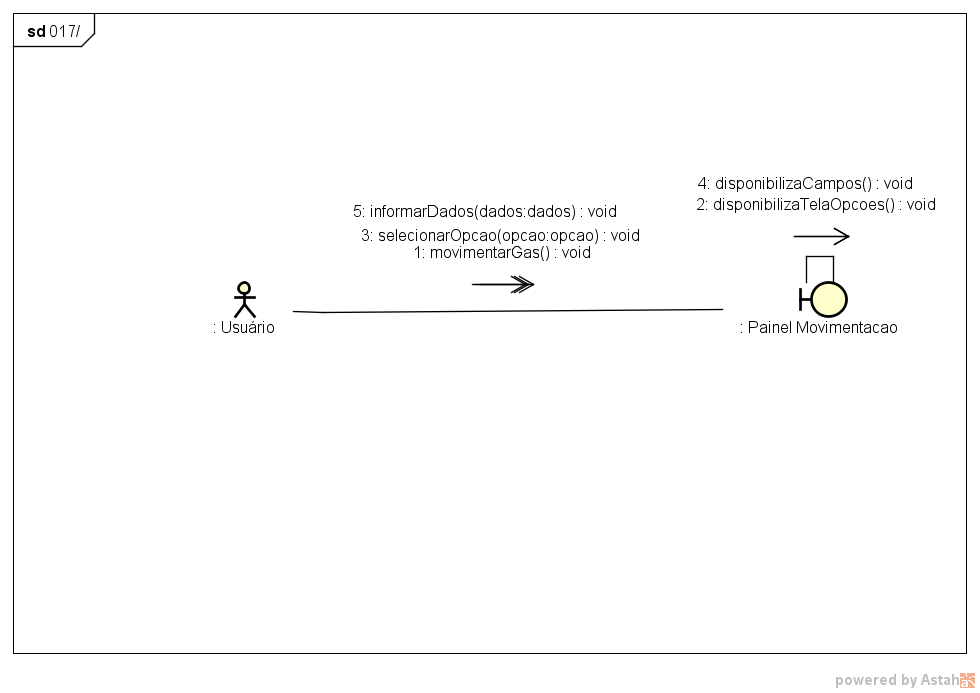 sd 017/
4: disponibilizaCampos() : void
2: disponibilizaTelaOpcoes() : void
5: informarDados(dados:dados) : void
3: selecionarOpcao(opcao:opcao) : void
1: movimentarGas() : void
: Usuário
: Painel Movimentacao
powered by Astah